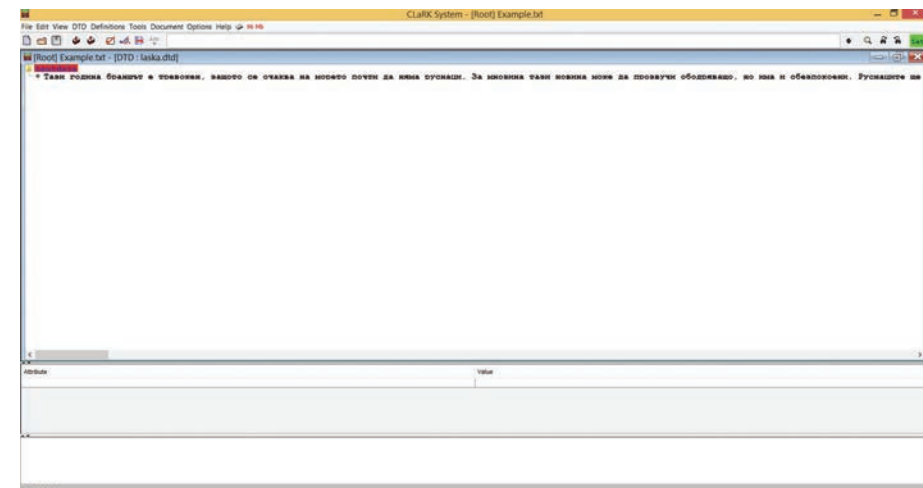 CLaRK System - [Root] Example.txt
File Edit View DTD Definitions Tools Document Options Help
[Root] Example.txt - [DTD : laska.dtd]
Тази година браншът е тревожен, защото се очаква на морето почти да няма руснаци. За мнозина тази новина може да прозвучи ободряващо, но има и обезпокоени. Руснаците ще
Attribute Value